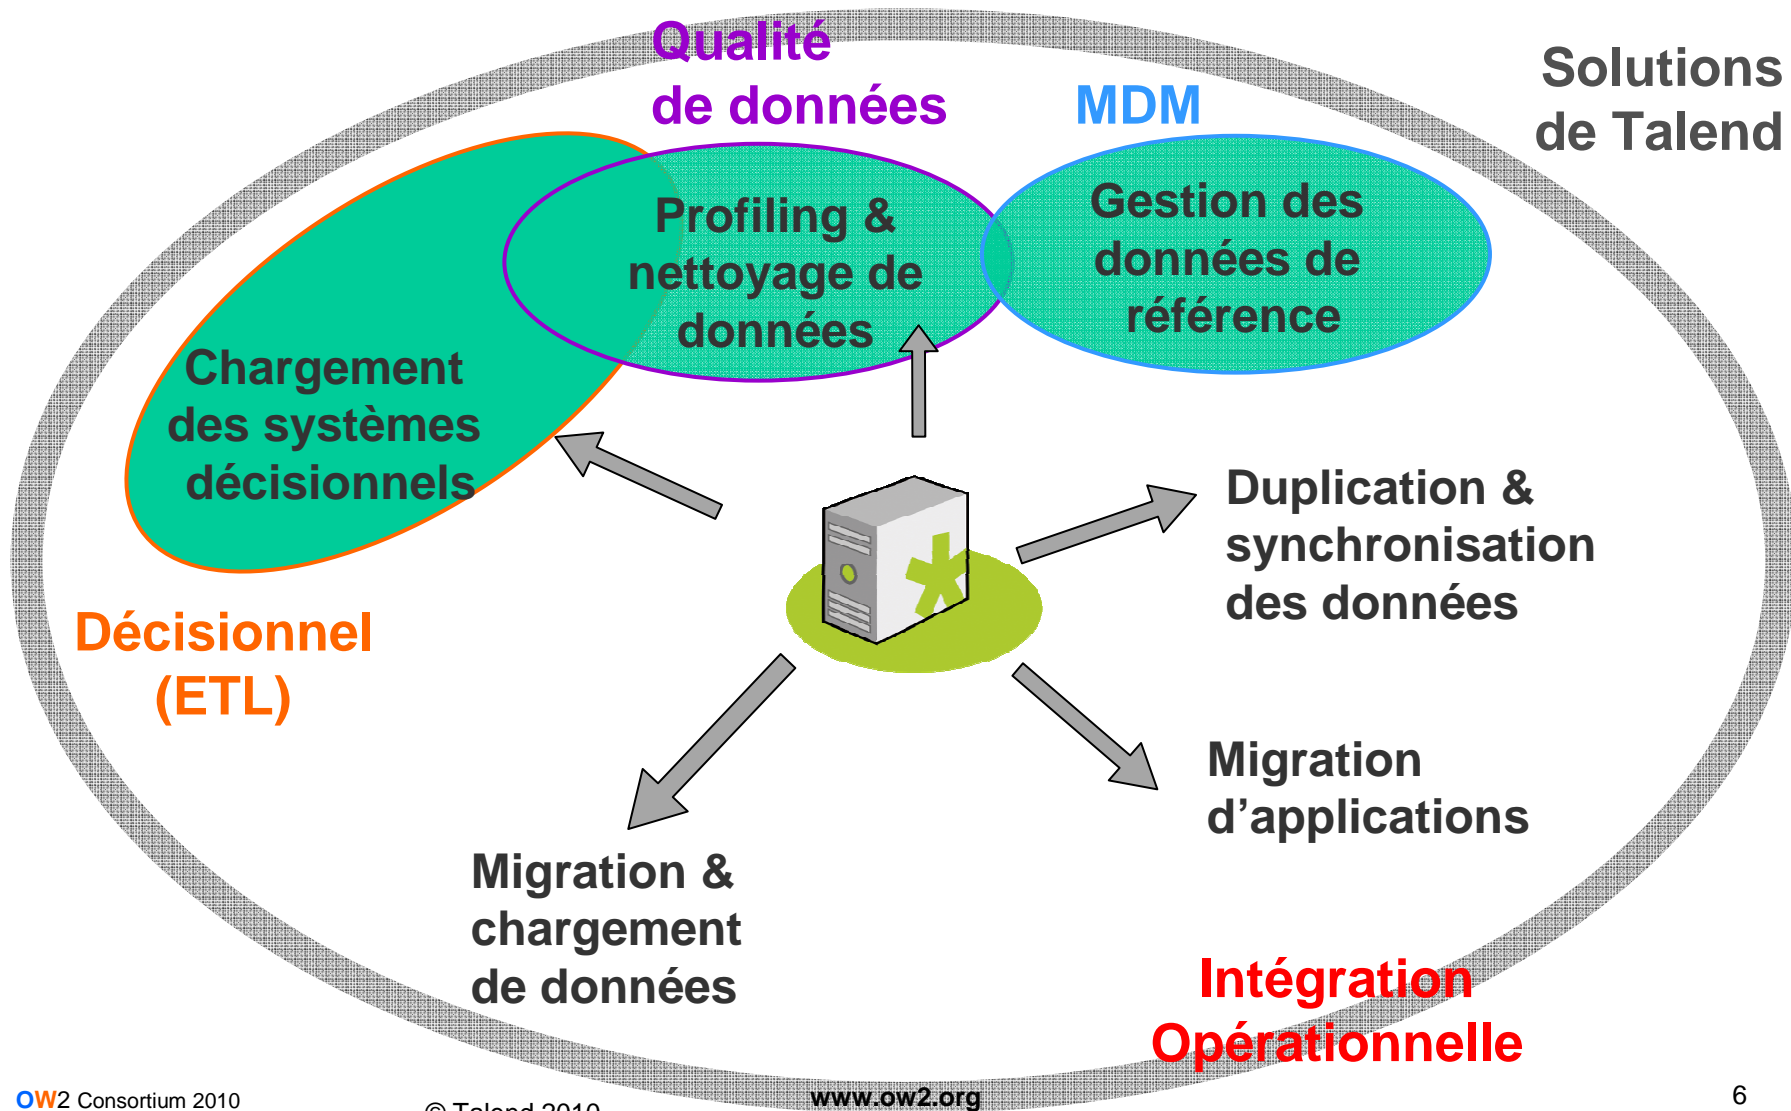 Qualité
de données
MDM
Solutions
de Talend
Profiling &
nettoyage de
données
Gestion des
données de
référence
Chargement
des systèmes
décisionnels
Duplication &
synchronisation
des données
Décisionnel
(ETL)
Migration
d’applications
Migration &
chargement
de données
Intégration
Opérationnelle
OW2 Consortium 2010
© Talend 2010
www.ow2.org
6